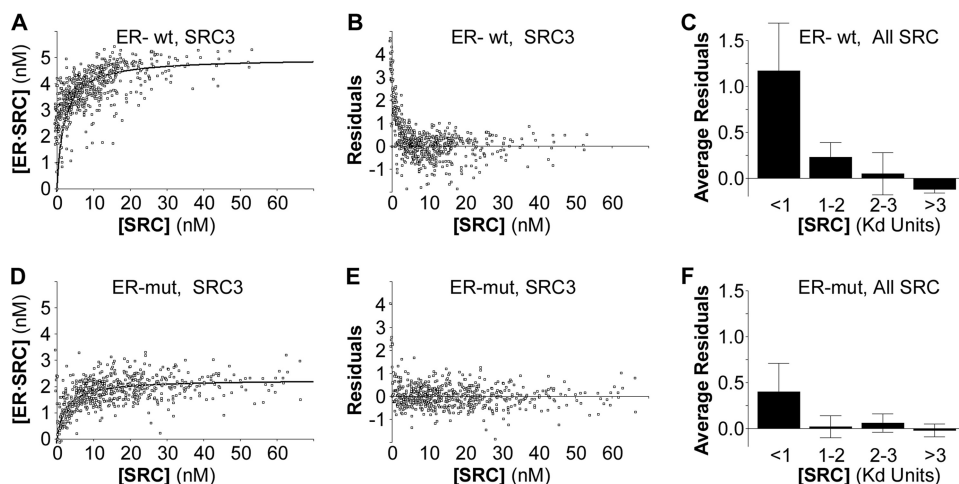 A
ER- wt, SRC3
[ER·SRC] (nM)
6
5
4
3
2
1
0
0 10 20 30 40 50 60
[SRC] (nM)
B
ER- wt, SRC3
Residuals
5
4
3
2
1
0
-1
0 10 20 30 40 50 60
[SRC] (nM)
C
ER- wt, All SRC
Average Residuals
1.5
1.0
0.5
0.0
<1 1-2 2-3 >3
[SRC] (Kd Units)
D
ER-mut, SRC3
[ER·SRC] (nM)
6
5
4
3
2
1
0
0 10 20 30 40 50 60
[SRC] (nM)
E
ER-mut, SRC3
Residuals
5
4
3
2
1
0
-1
0 10 20 30 40 50 60
[SRC] (nM)
F
ER-mut, All SRC
Average Residuals
1.5
1.0
0.5
0.0
<1 1-2 2-3 >3
[SRC] (Kd Units)